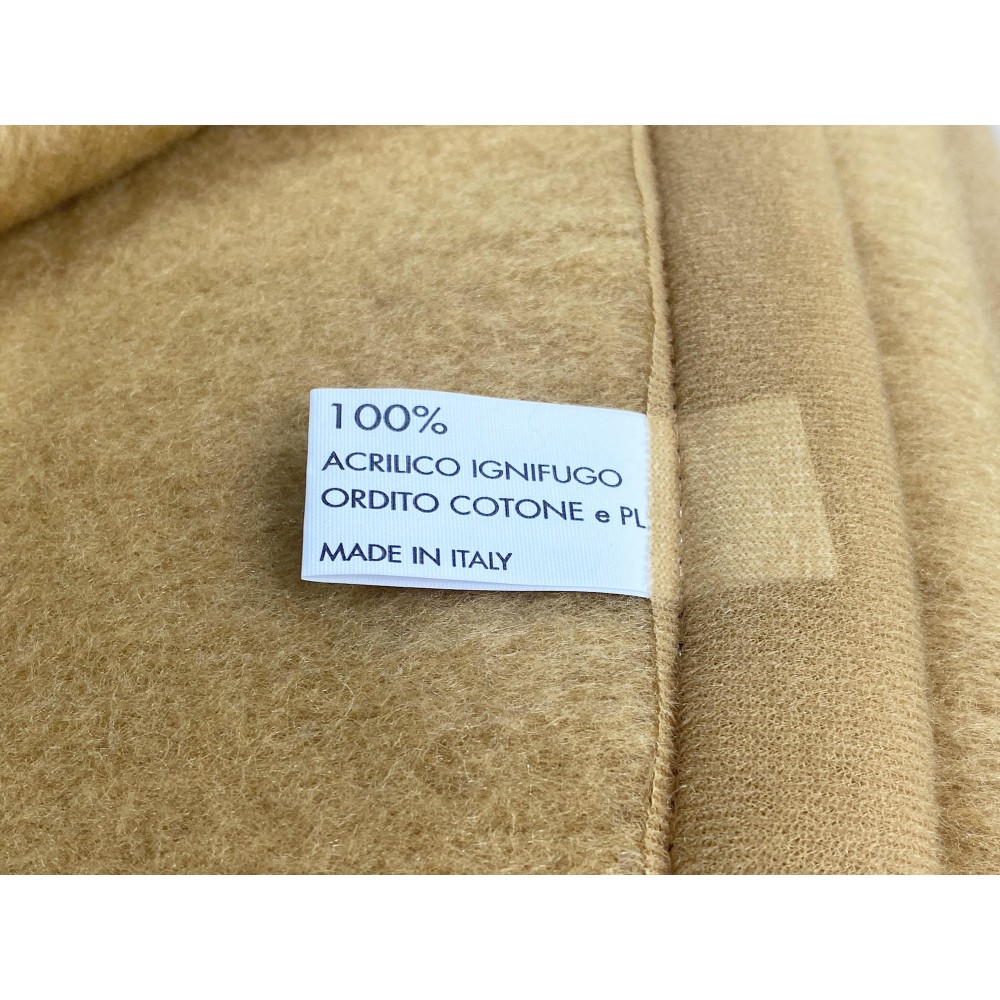 100%
ACRILICO IGNIFUGO
ORDITO COTONE e PL
MADE IN ITALY